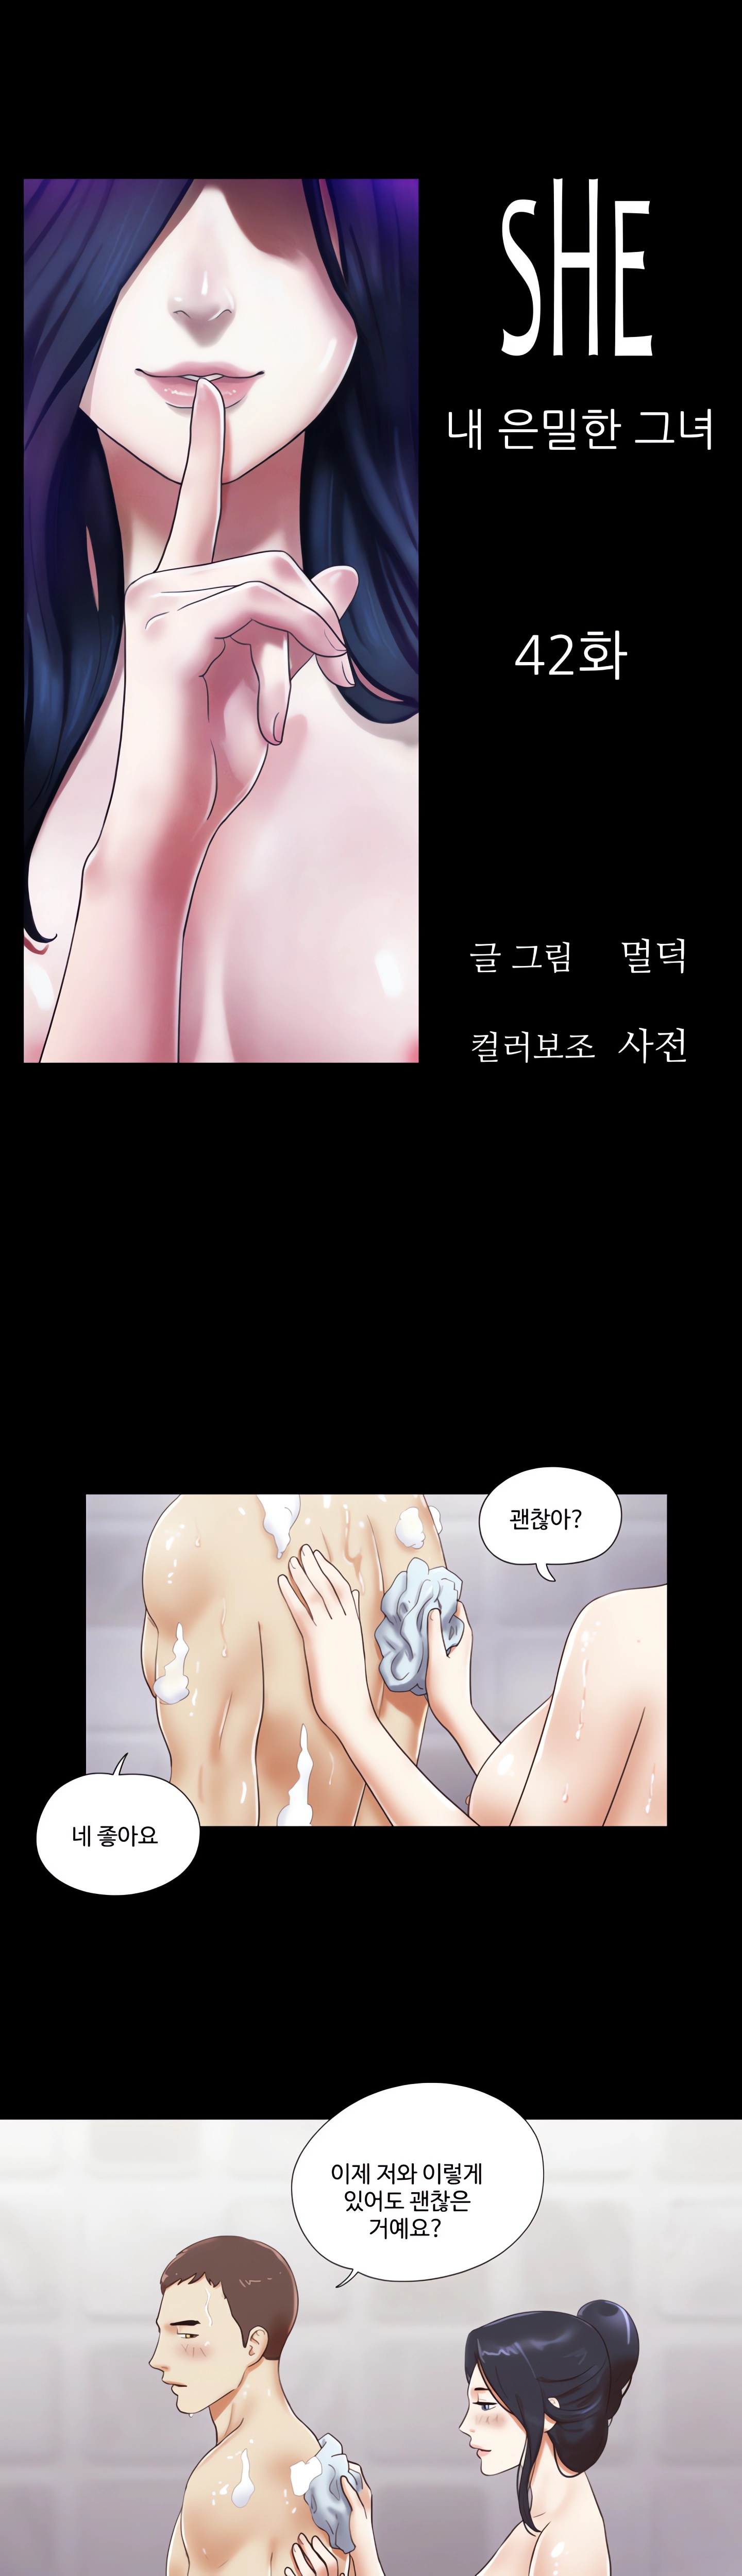 SHE
내 은밀한 그녀
42화
글 그림 멀덕
컬러보조 사전
괜찮아?
네 좋아요
이제 저와 이렇게
있어도 괜찮은
거예요?